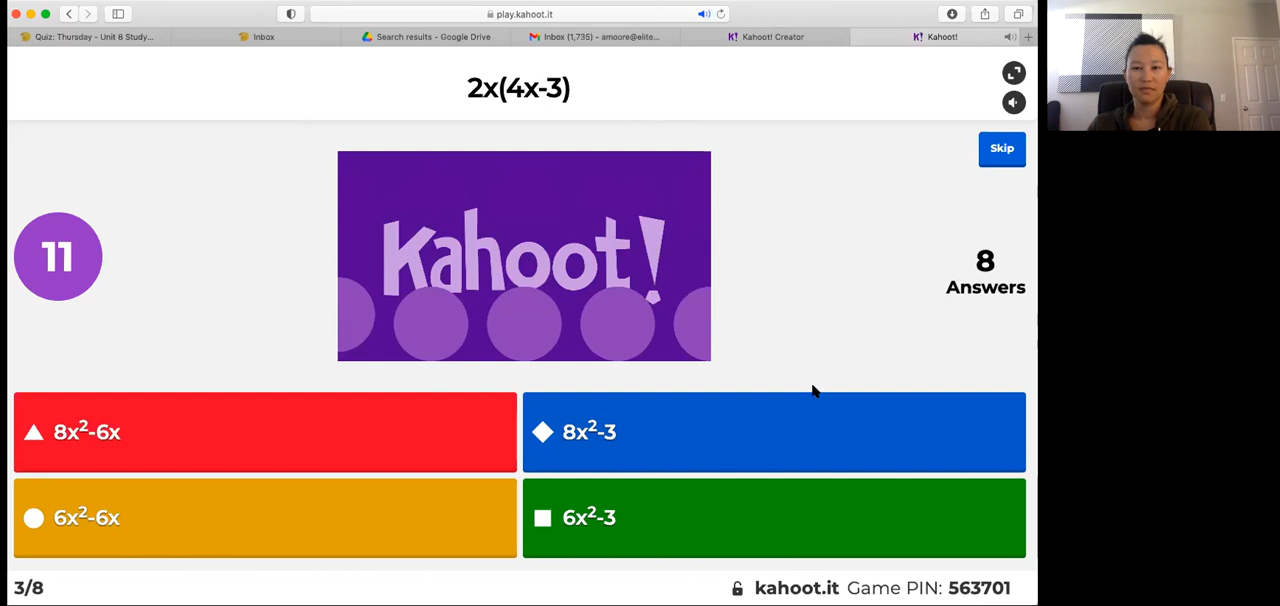 play.kahoot.it
Quiz: Thursday - Unit 8 Study...
Inbox
Search results - Google Drive
Inbox (1,735) - amoore@elite...
K! Kahoot! Creator
K! Kahoot!
2x(4x-3)
Skip
11
Kahoot!
8
Answers
8x²-6x
8x²-3
6x²-6x
6x²-3
3/8
kahoot.it Game PIN: 563701